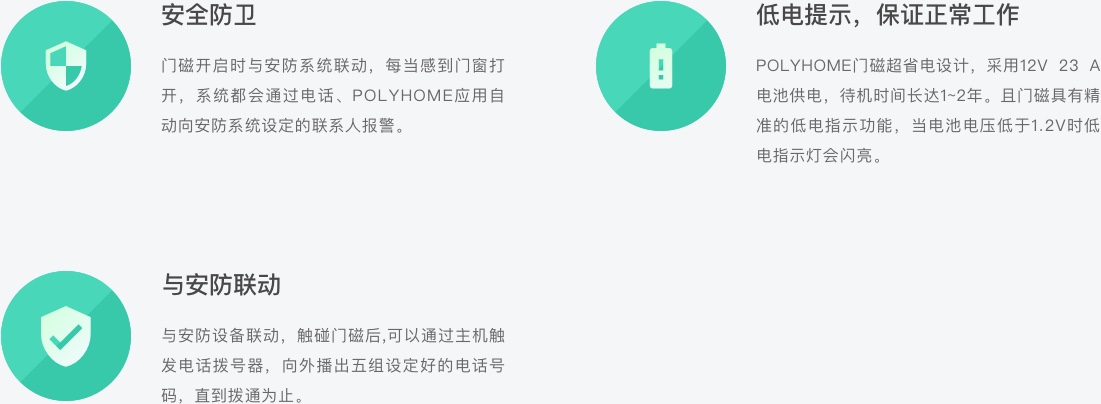 安全防卫
门磁开启时与安防系统联动，每当感到门窗打
开，系统都会通过电话、POLYHOME应用自
动向安防系统设定的联系人报警。
低电提示，保证正常工作
POLYHOME门磁超省电设计，采用12V 23 A
电池供电，待机时间长达1~2年。且门磁具有精
准的低电指示功能，当电池电压低于1.2V时低
电指示灯会闪亮。
与安防联动
与安防设备联动，触碰门磁后,可以通过主机触
发电话拨号器，向外播出五组设定好的电话号
码，直到拨通为止。